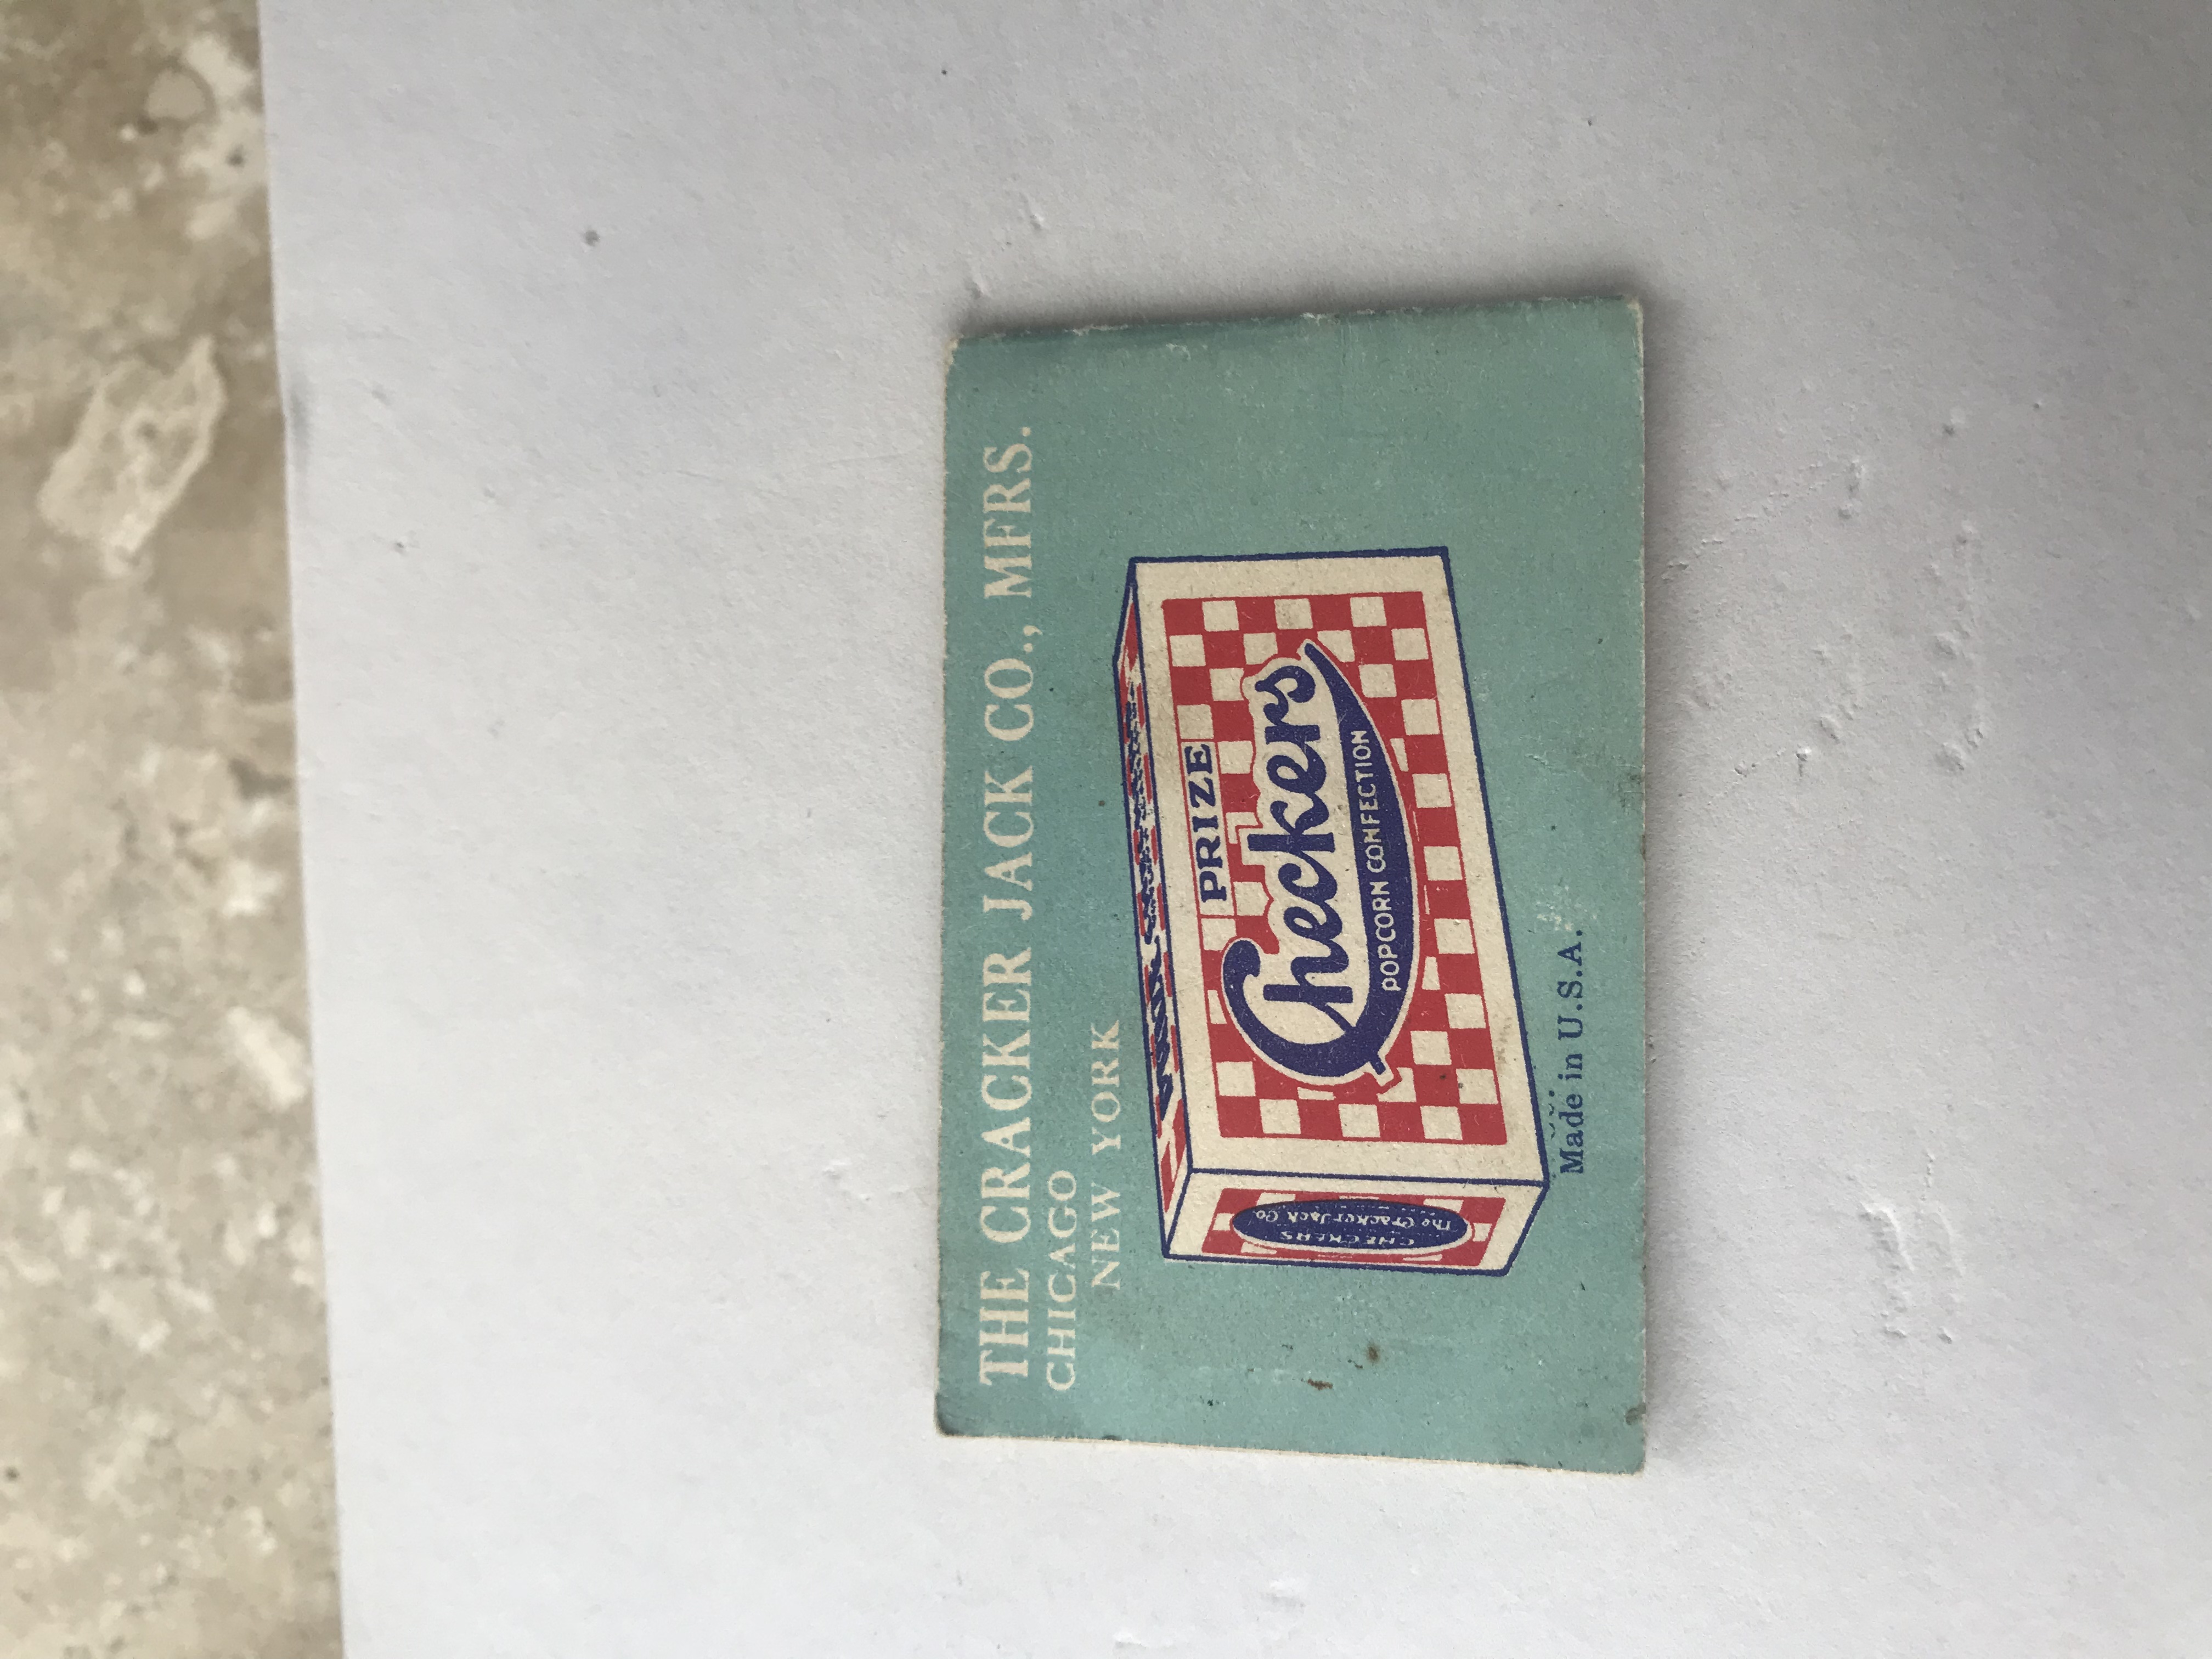 THE CRACKER JACK CO., MFRS.
CHICAGO
NEW YORK
PRIZE
Checkers
POPCORN CONFECTION
CHECKERS
The Cracker Jack Co.
Made in U.S.A.